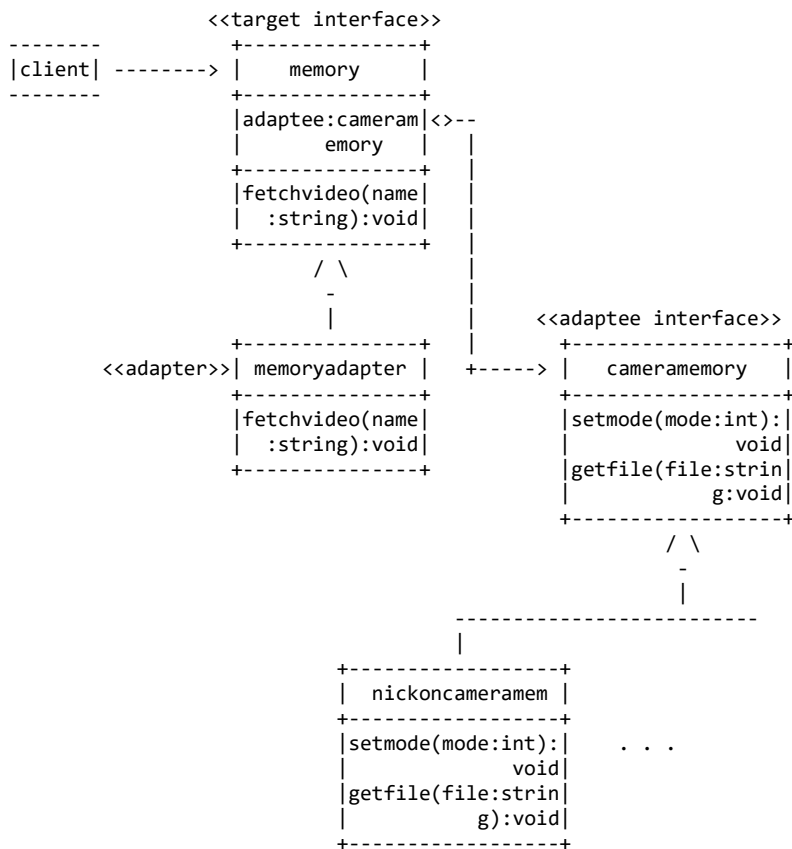 <<target interface>>
|client| --------> | memory |
|adaptee:cameram|<>--
| emory | |
|fetchvideo(name| |
| :string):void| |
<<adaptee interface>>
<<adapter>>| memoryadapter | +-----> | cameramemory |
|fetchvideo(name| |setmode(mode:int):|
| :string):void| | void|
|getfile(file:strin|
| g:void|
| nickoncameramem |
|setmode(mode:int):| . . .
| void|
|getfile(file:strin|
| g):void|